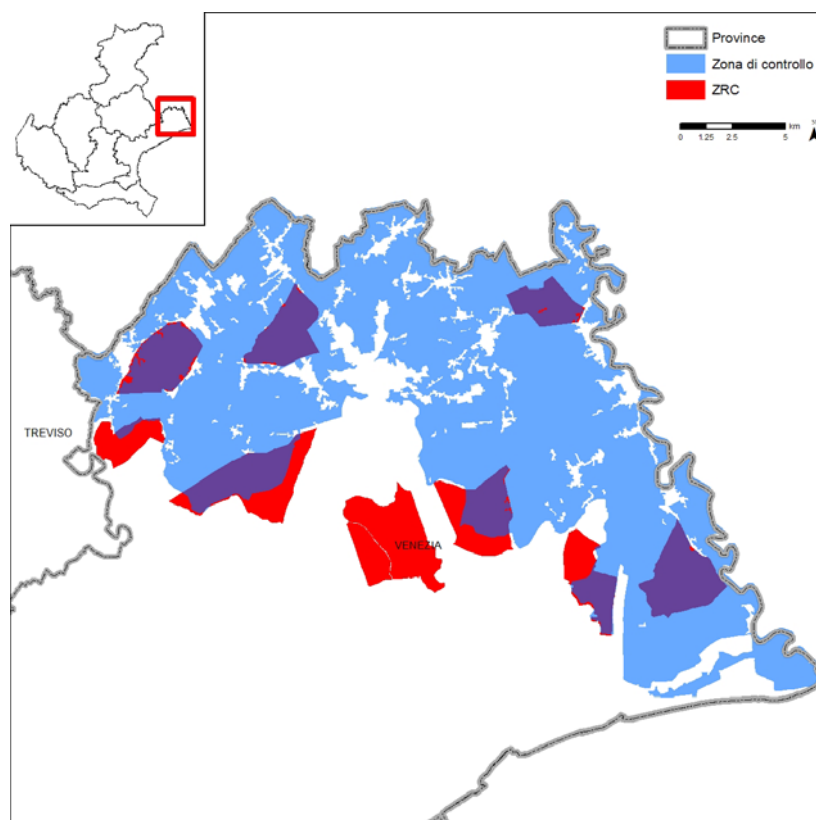 Province
Zona di controllo
ZRC
0 1.25 2.5 5 km
TREVISO
VENEZIA